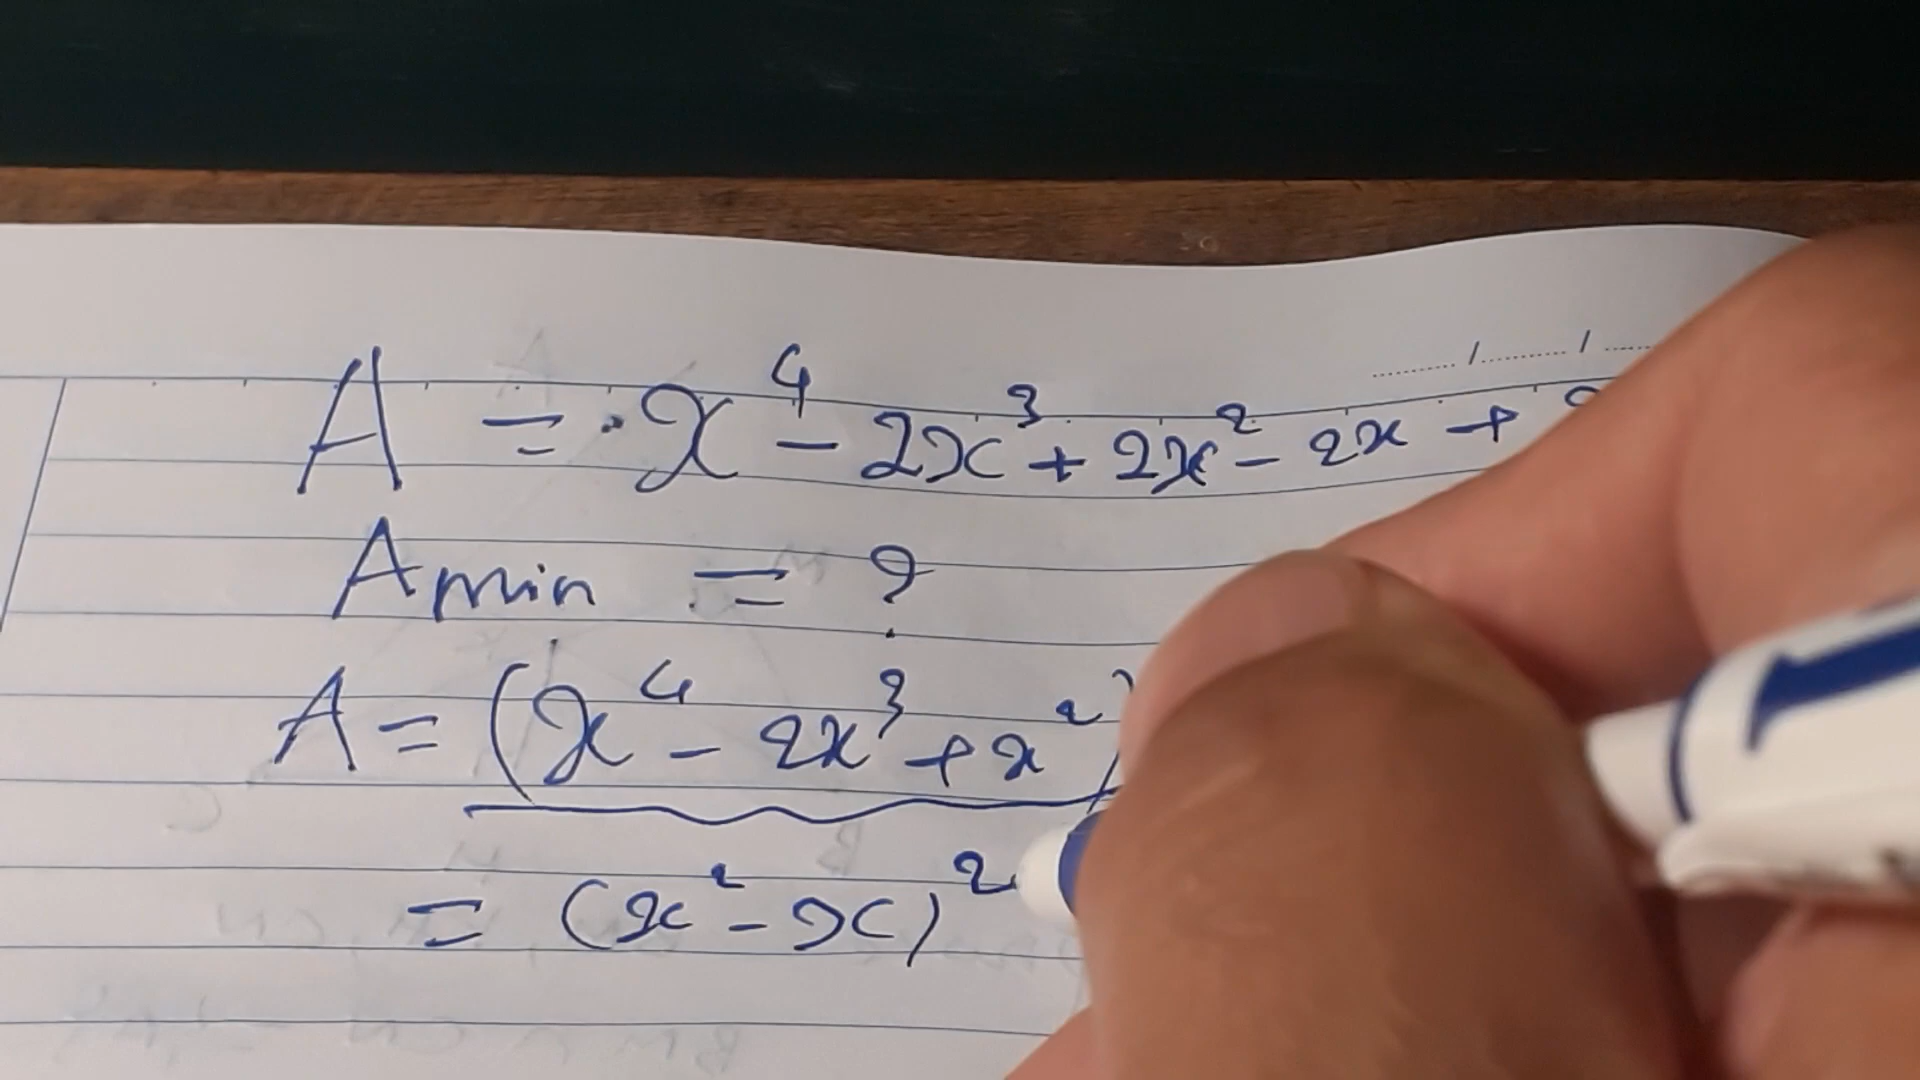 A = x⁴ - 2x³ + 2x² - 2x +
Amin = ?
A = (x⁴ - 2x³ + x²)
= (x² - x)²